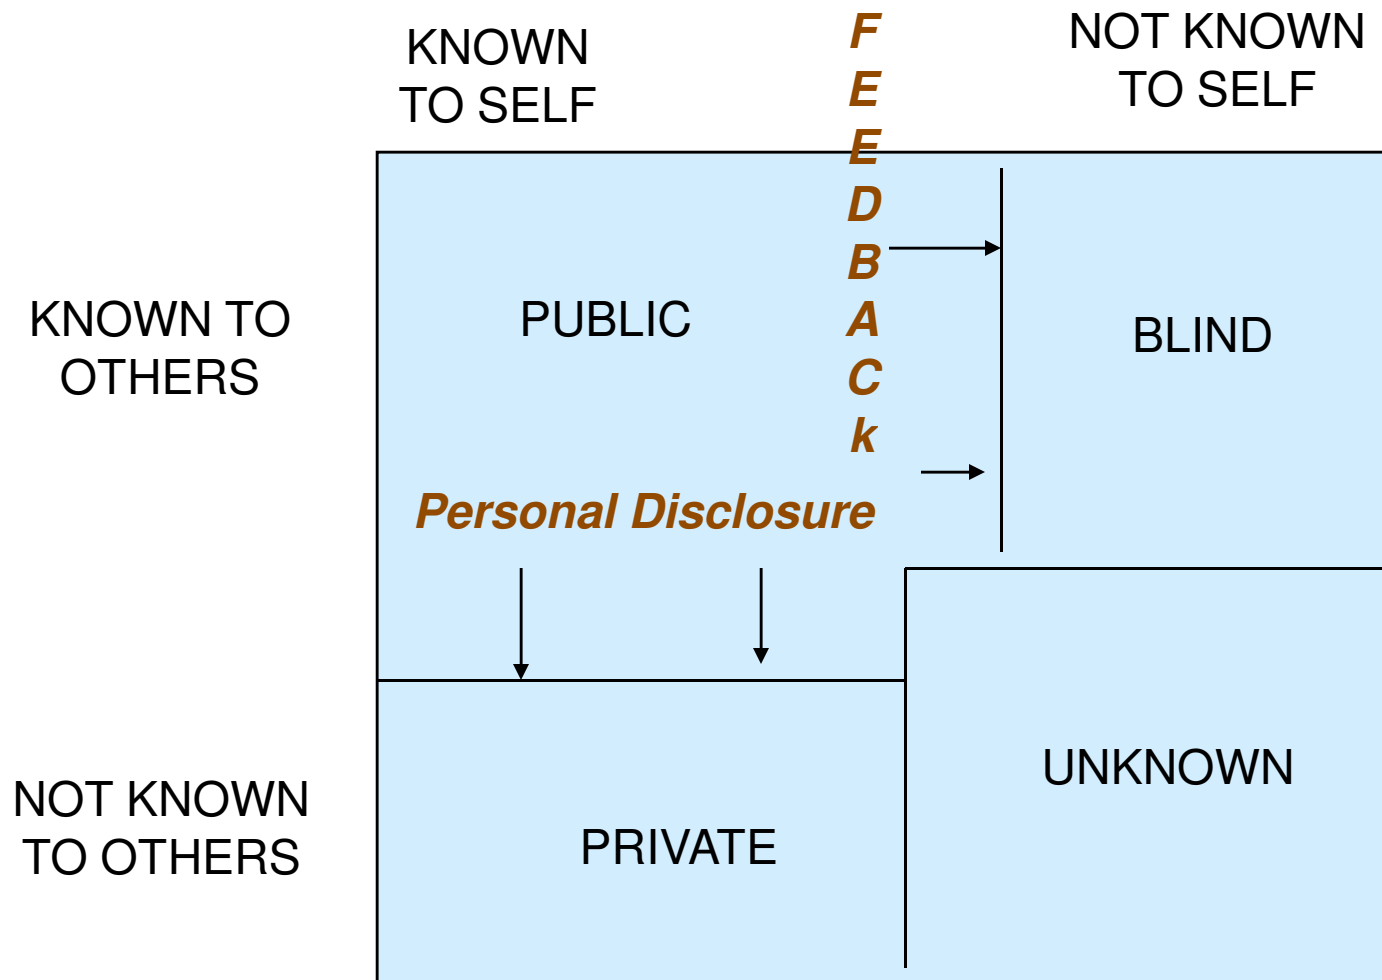 KNOWN
TO SELF
NOT KNOWN
TO SELF
F
E
E
D
B
A
C
k
KNOWN TO
OTHERS
PUBLIC
BLIND
Personal Disclosure
NOT KNOWN
TO OTHERS
PRIVATE
UNKNOWN